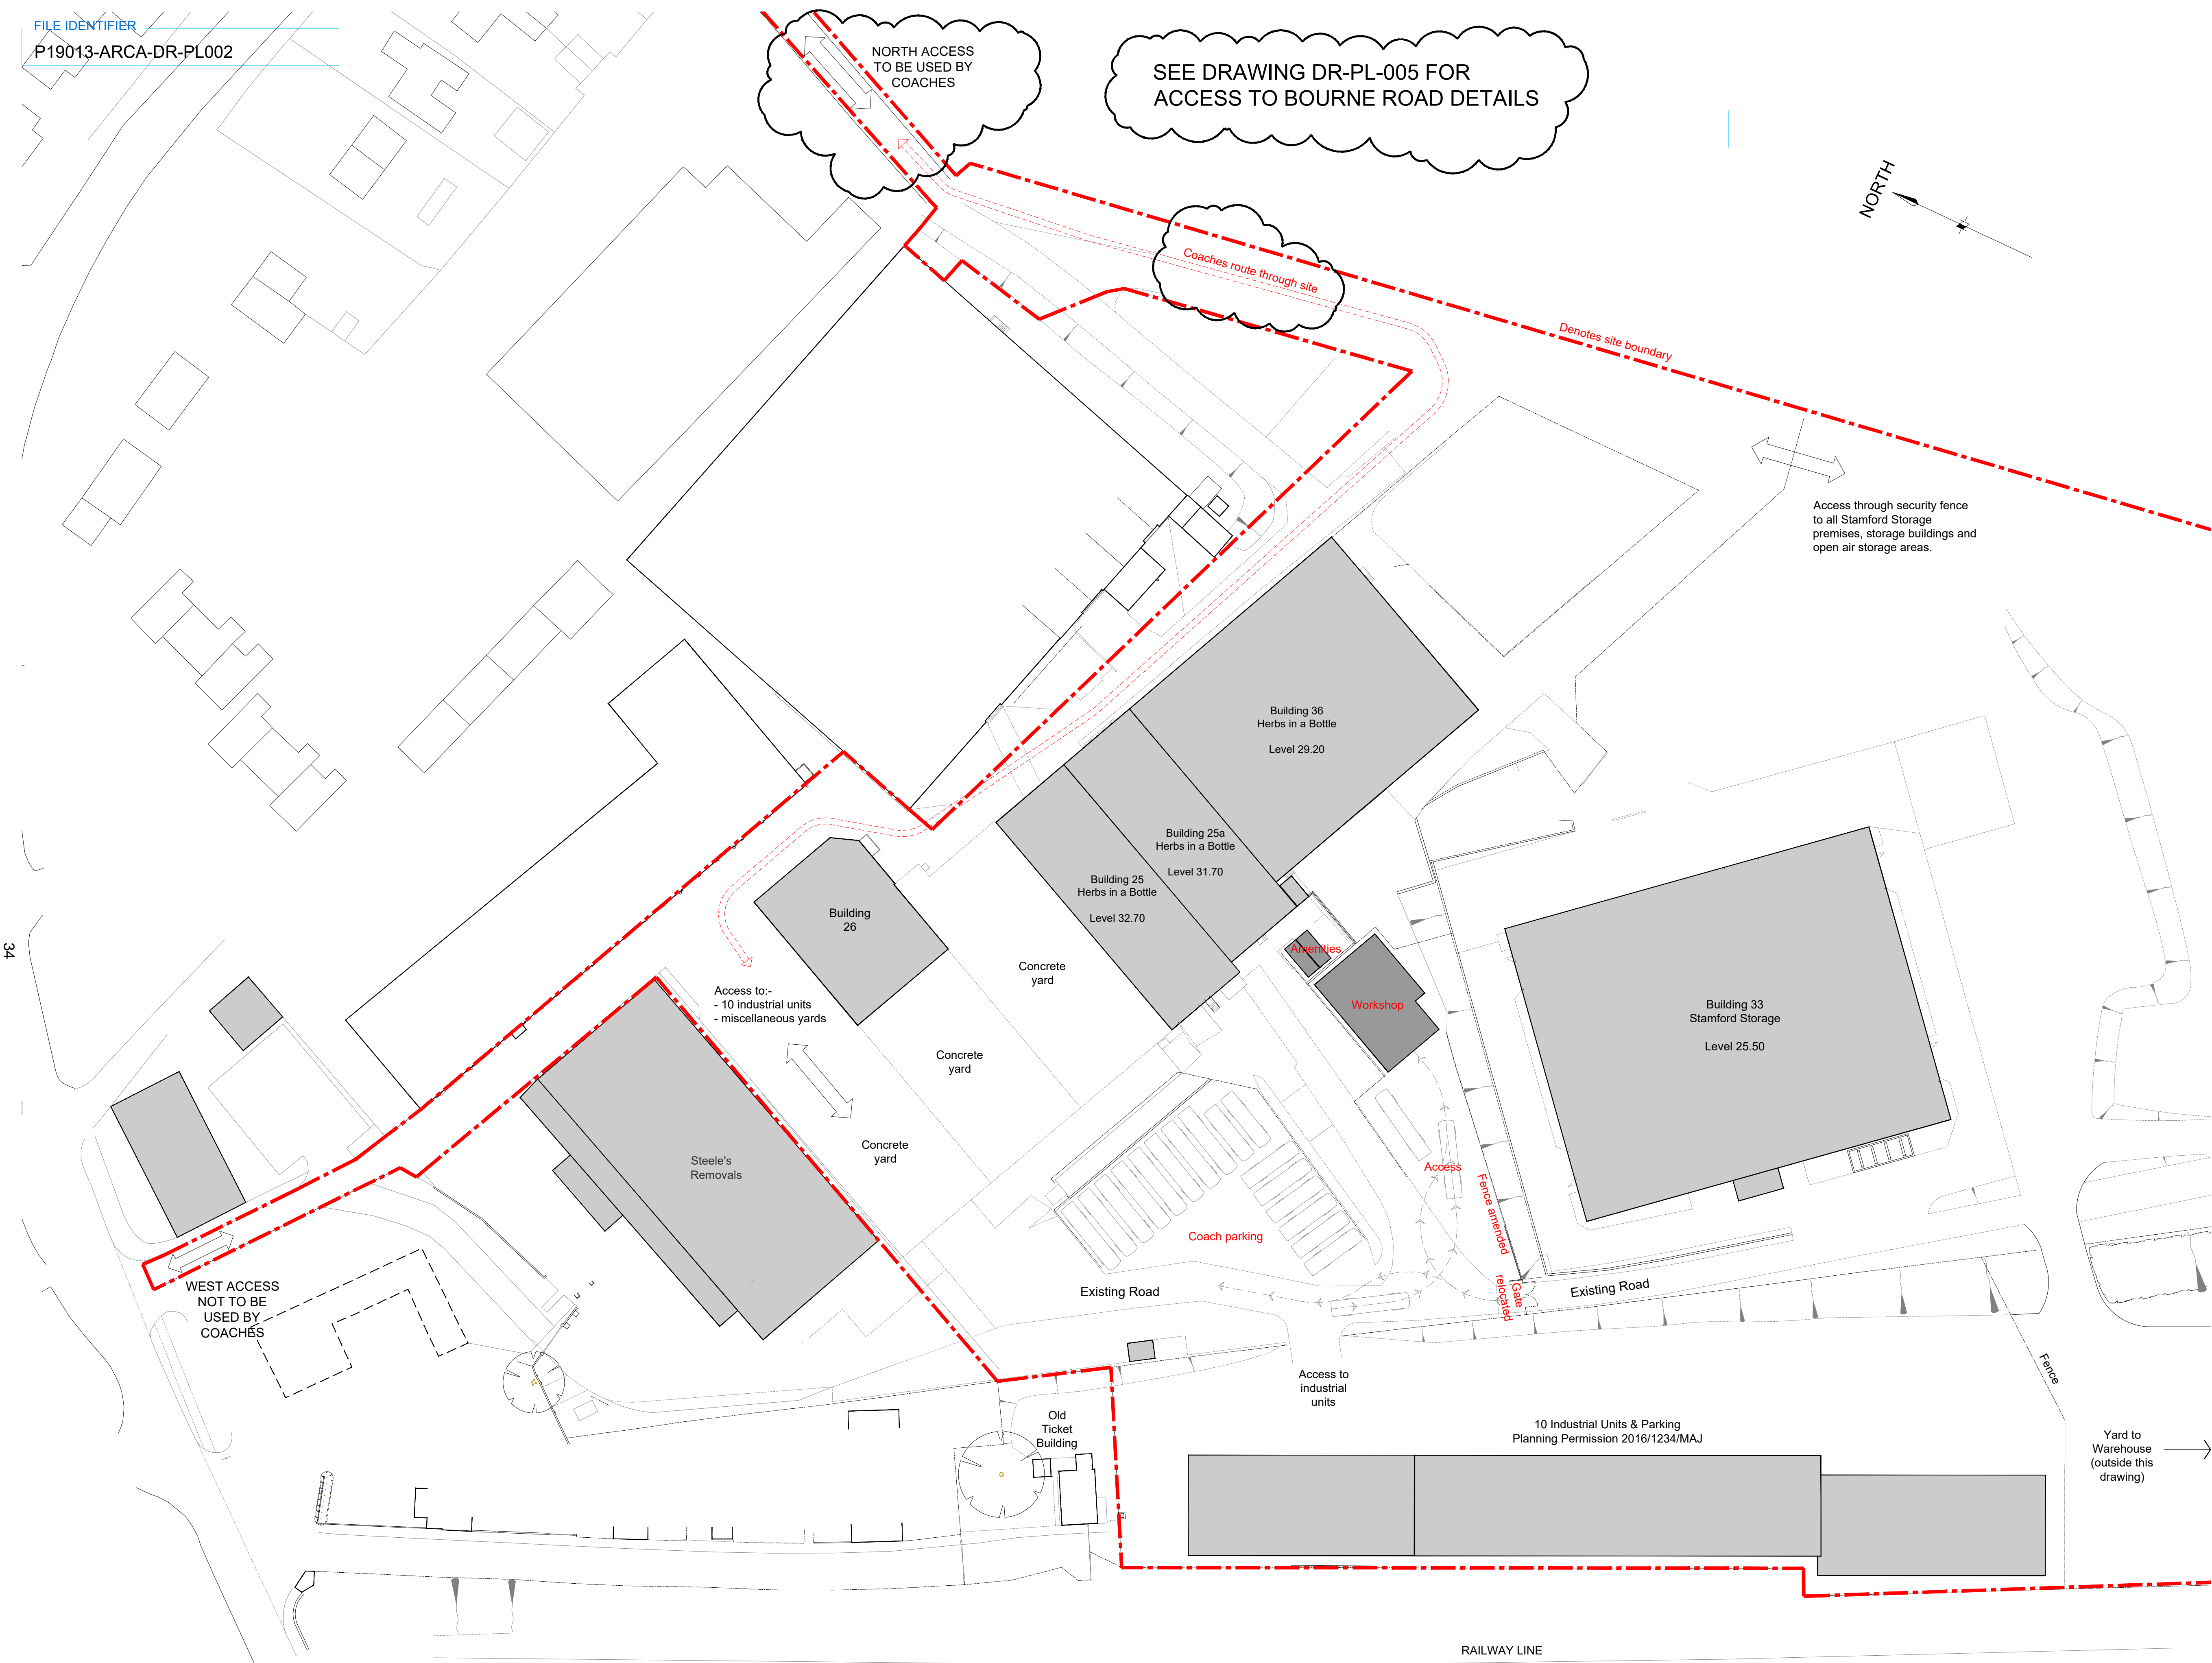 FILE IDENTIFIER
P19013-ARCA-DR-PL002
NORTH ACCESS
TO BE USED BY
COACHES
SEE DRAWING DR-PL-005 FOR
ACCESS TO BOURNE ROAD DETAILS
NORTH
Coaches route through site
Denotes site boundary
Access through security fence
to all Stamford Storage
premises, storage buildings and
open air storage areas.
Building 36
Herbs in a Bottle
Level 29.20
Building 25a
Herbs in a Bottle
Level 31.70
Building 25
Herbs in a Bottle
Level 32.70
Building
26
34
Amenities
Workshop
Concrete
yard
Access to:-
- 10 industrial units
- miscellaneous yards
Building 33
Stamford Storage
Level 25.50
Concrete
yard
Concrete
yard
Steele's
Removals
Access
Fence amended
Coach parking
WEST ACCESS
NOT TO BE
USED BY
COACHES
Existing Road
Existing Road
Gate
relocated
Access to
industrial
units
Fence
Old
Ticket
Building
10 Industrial Units & Parking
Planning Permission 2016/1234/MAJ
Yard to
Warehouse
(outside this
drawing)
RAILWAY LINE